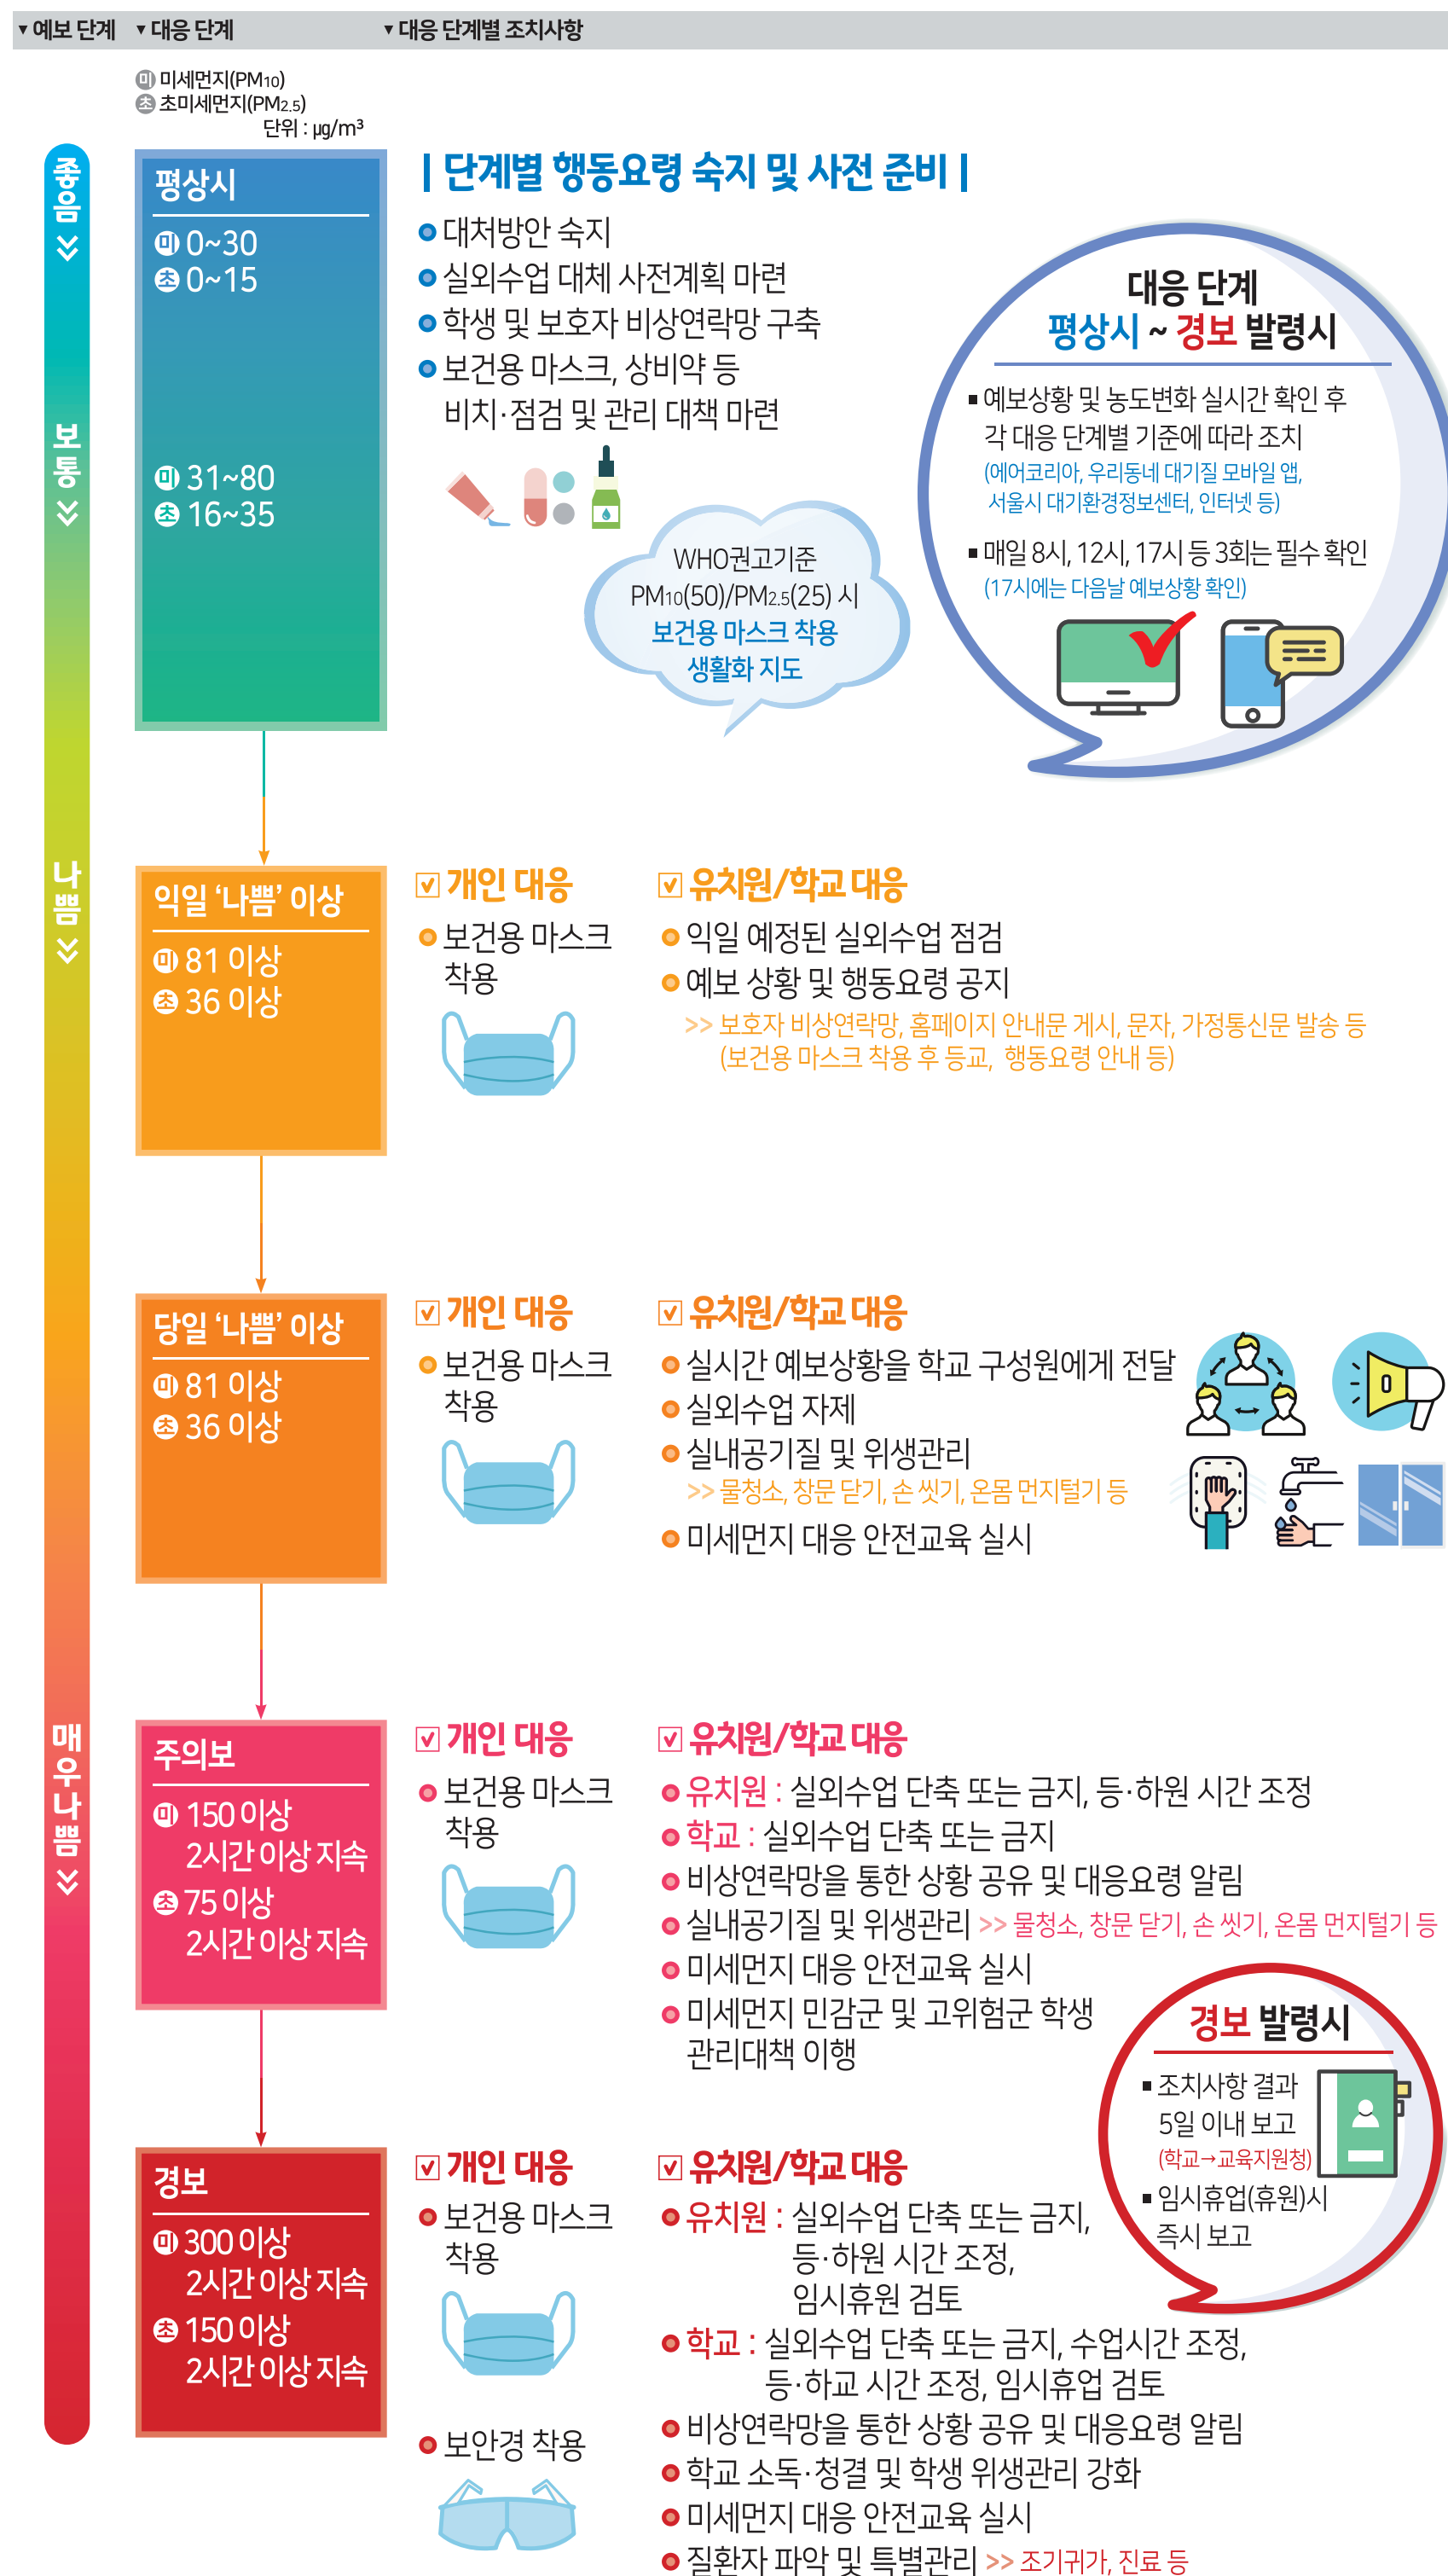 ▼ 예보 단계 ▼ 대응 단계 ▼ 대응 단계별 조치사항
미 미세먼지(PM10)
초 초미세먼지(PM2.5)
단위 : μg/m³
좋음
보통
나쁨
매우나쁨
평상시
미 0~30
초 0~15
미 31~80
초 16~35
| 단계별 행동요령 숙지 및 사전 준비 |
대처방안 숙지
실외수업 대체 사전계획 마련
학생 및 보호자 비상연락망 구축
보건용 마스크, 상비약 등
비치·점검 및 관리 대책 마련
WHO권고기준
PM10(50)/PM2.5(25) 시
보건용 마스크 착용
생활화 지도
대응 단계
평상시 ~ 경보 발령시
■ 예보상황 및 농도변화 실시간 확인 후
각 대응 단계별 기준에 따라 조치
(에어코리아, 우리동네 대기질 모바일 앱,
서울시 대기환경정보센터, 인터넷 등)
■ 매일 8시, 12시, 17시 등 3회는 필수 확인
(17시에는 다음날 예보상황 확인)
익일 ‘나쁨’ 이상
미 81 이상
초 36 이상
개인 대응
보건용 마스크
착용
유치원/학교 대응
익일 예정된 실외수업 점검
예보 상황 및 행동요령 공지
>> 보호자 비상연락망, 홈페이지 안내문 게시, 문자, 가정통신문 발송 등
(보건용 마스크 착용 후 등교, 행동요령 안내 등)
당일 ‘나쁨’ 이상
미 81 이상
초 36 이상
개인 대응
보건용 마스크
착용
유치원/학교 대응
실시간 예보상황을 학교 구성원에게 전달
실외수업 자제
실내공기질 및 위생관리
>> 물청소, 창문 닫기, 손 씻기, 온몸 먼지털기 등
미세먼지 대응 안전교육 실시
주의보
미 150 이상
2시간 이상 지속
초 75 이상
2시간 이상 지속
개인 대응
보건용 마스크
착용
유치원/학교 대응
유치원 : 실외수업 단축 또는 금지, 등·하원 시간 조정
학교 : 실외수업 단축 또는 금지
비상연락망을 통한 상황 공유 및 대응요령 알림
실내공기질 및 위생관리 >> 물청소, 창문 닫기, 손 씻기, 온몸 먼지털기 등
미세먼지 대응 안전교육 실시
미세먼지 민감군 및 고위험군 학생
관리대책 이행
경보 발령시
■ 조치사항 결과
5일 이내 보고
(학교→교육지원청)
■ 임시휴업(휴원)시
즉시 보고
경보
미 300 이상
2시간 이상 지속
초 150 이상
2시간 이상 지속
개인 대응
보건용 마스크
착용
보안경 착용
유치원/학교 대응
유치원 : 실외수업 단축 또는 금지,
등·하원 시간 조정,
임시휴원 검토
학교 : 실외수업 단축 또는 금지, 수업시간 조정,
등·하교 시간 조정, 임시휴업 검토
비상연락망을 통한 상황 공유 및 대응요령 알림
학교 소독·청결 및 학생 위생관리 강화
미세먼지 대응 안전교육 실시
질환자 파악 및 특별관리 >> 조기귀가, 진료 등